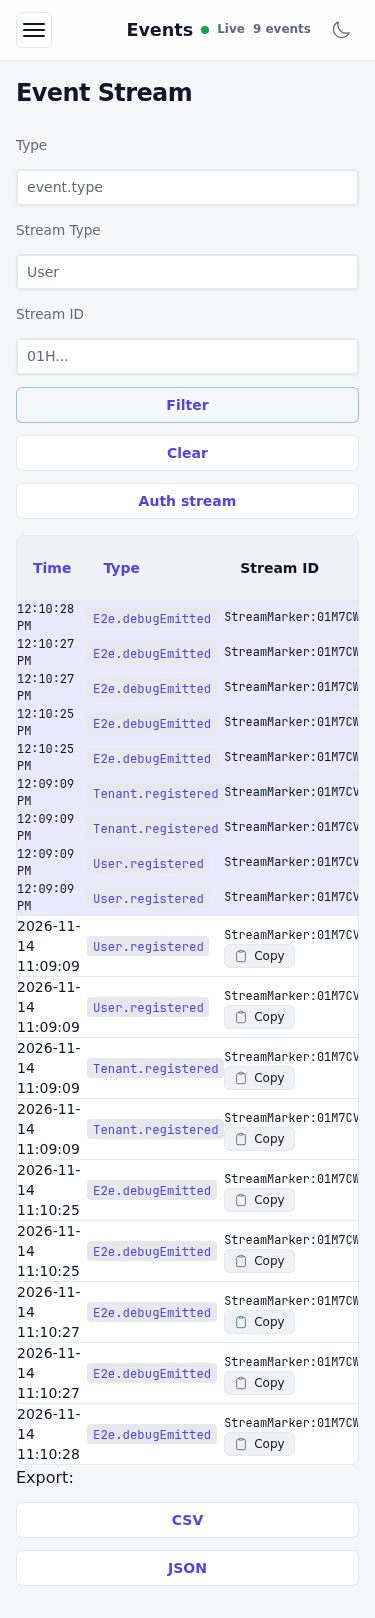 Events Live 9 events
Event Stream
Type
event.type
Stream Type
User
Stream ID
01H...
Filter
Clear
Auth stream
Time Type Stream ID
12:10:28 PM E2e.debugEmitted StreamMarker:01M7CW
12:10:27 PM E2e.debugEmitted StreamMarker:01M7CW
12:10:27 PM E2e.debugEmitted StreamMarker:01M7CW
12:10:25 PM E2e.debugEmitted StreamMarker:01M7CW
12:10:25 PM E2e.debugEmitted StreamMarker:01M7CW
12:09:09 PM Tenant.registered StreamMarker:01M7CV
12:09:09 PM Tenant.registered StreamMarker:01M7CV
12:09:09 PM User.registered StreamMarker:01M7CV
12:09:09 PM User.registered StreamMarker:01M7CV
2026-11-14 11:09:09 User.registered StreamMarker:01M7CV
Copy
2026-11-14 11:09:09 User.registered StreamMarker:01M7CV
Copy
2026-11-14 11:09:09 Tenant.registered StreamMarker:01M7CV
Copy
2026-11-14 11:09:09 Tenant.registered StreamMarker:01M7CV
Copy
2026-11-14 11:10:25 E2e.debugEmitted StreamMarker:01M7CW
Copy
2026-11-14 11:10:25 E2e.debugEmitted StreamMarker:01M7CW
Copy
2026-11-14 11:10:27 E2e.debugEmitted StreamMarker:01M7CW
Copy
2026-11-14 11:10:27 E2e.debugEmitted StreamMarker:01M7CW
Copy
2026-11-14 11:10:28 E2e.debugEmitted StreamMarker:01M7CW
Copy
Export:
CSV
JSON